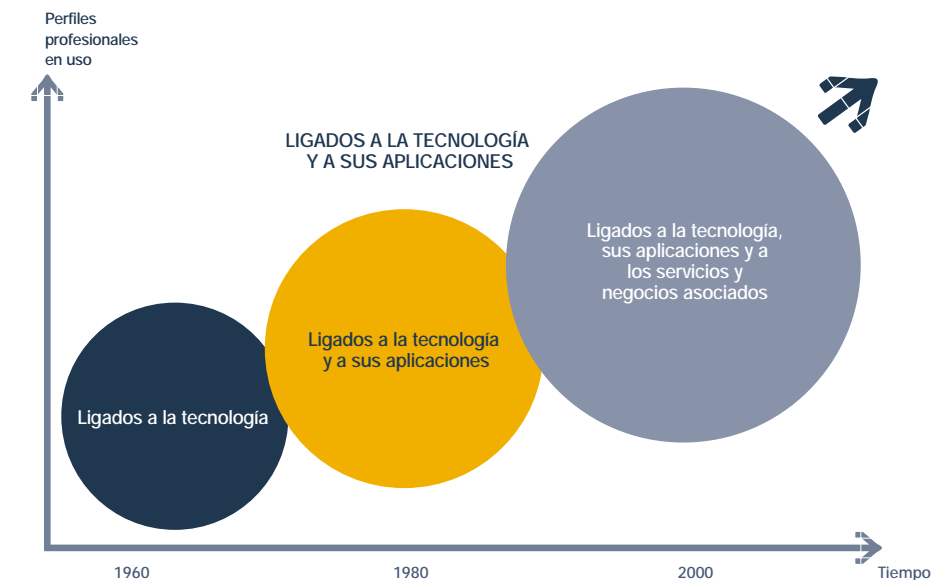 Perfiles
profesionales
en uso
LIGADOS A LA TECNOLOGÍA
Y A SUS APLICACIONES
Ligados a la tecnología,
sus aplicaciones y a
los servicios y
negocios asociados
Ligados a la tecnología
y a sus aplicaciones
Ligados a la tecnología
1960
1980
2000
Tiempo